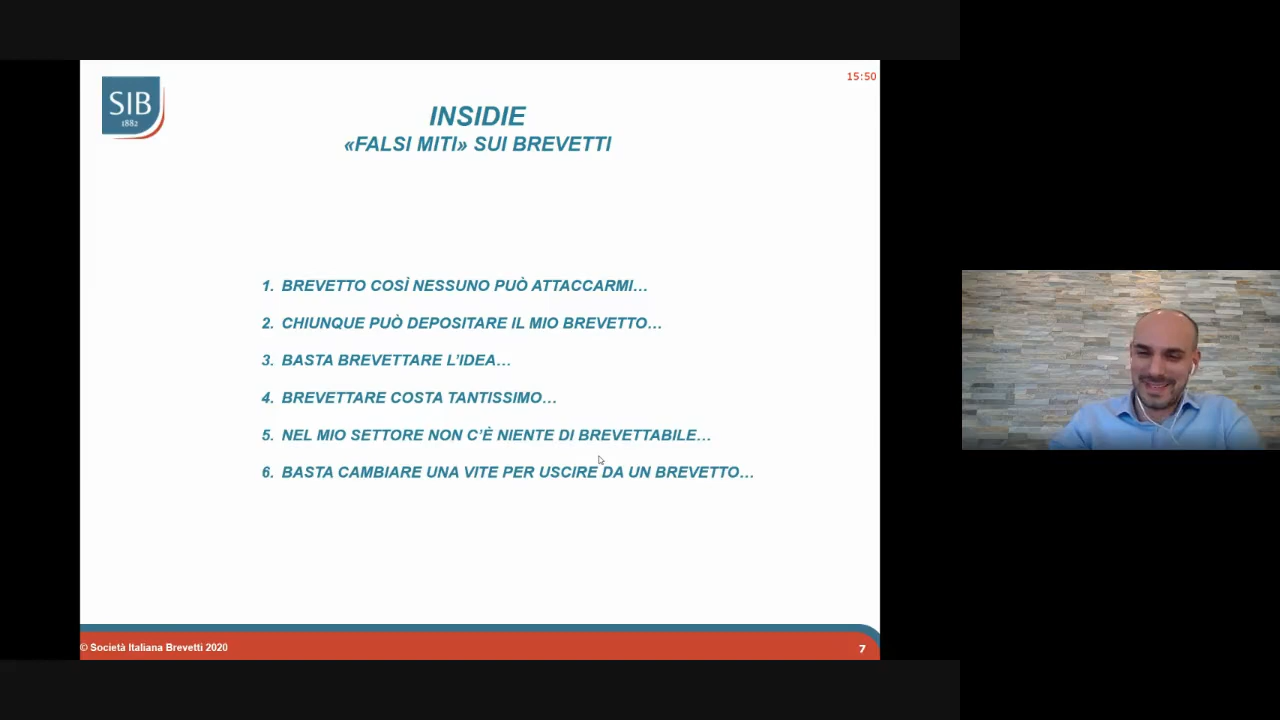 SIB
1882
15:50
INSIDIE
«FALSI MITI» SUI BREVETTI
1. BREVETTO COSÌ NESSUNO PUÒ ATTACCARMI...
2. CHIUNQUE PUÒ DEPOSITARE IL MIO BREVETTO...
3. BASTA BREVETTARE L’IDEA...
4. BREVETTARE COSTA TANTISSIMO...
5. NEL MIO SETTORE NON C’È NIENTE DI BREVETTABILE...
6. BASTA CAMBIARE UNA VITE PER USCIRE DA UN BREVETTO...
© Società Italiana Brevetti 2020
7